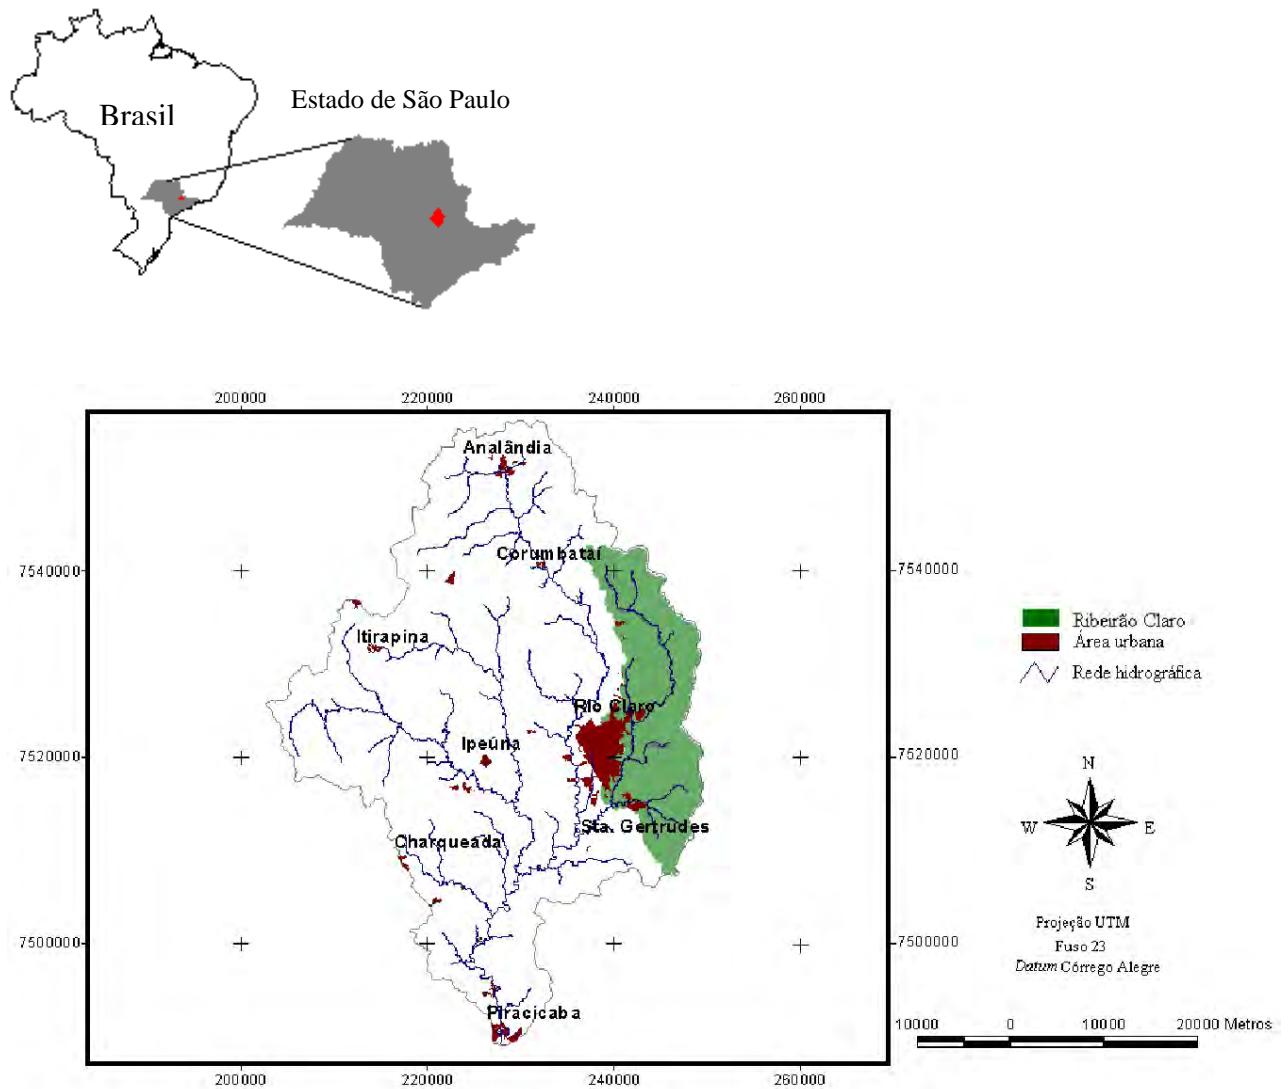 Brasil
Estado de São Paulo
200000 220000 240000 260000
Analândia
Corumbataí
7540000 7540000
Itirapina
Ribeirão Claro
Área urbana
Rede hidrográfica
Rio Claro
Ipeúna
7520000 7520000
N
W E
S
Sta. Gertrudes
Charqueada
Projeção UTM
Fuso 23
Datum Córrego Alegre
7500000 7500000
Piracicaba
10000 0 10000 20000 Metros
200000 220000 240000 260000